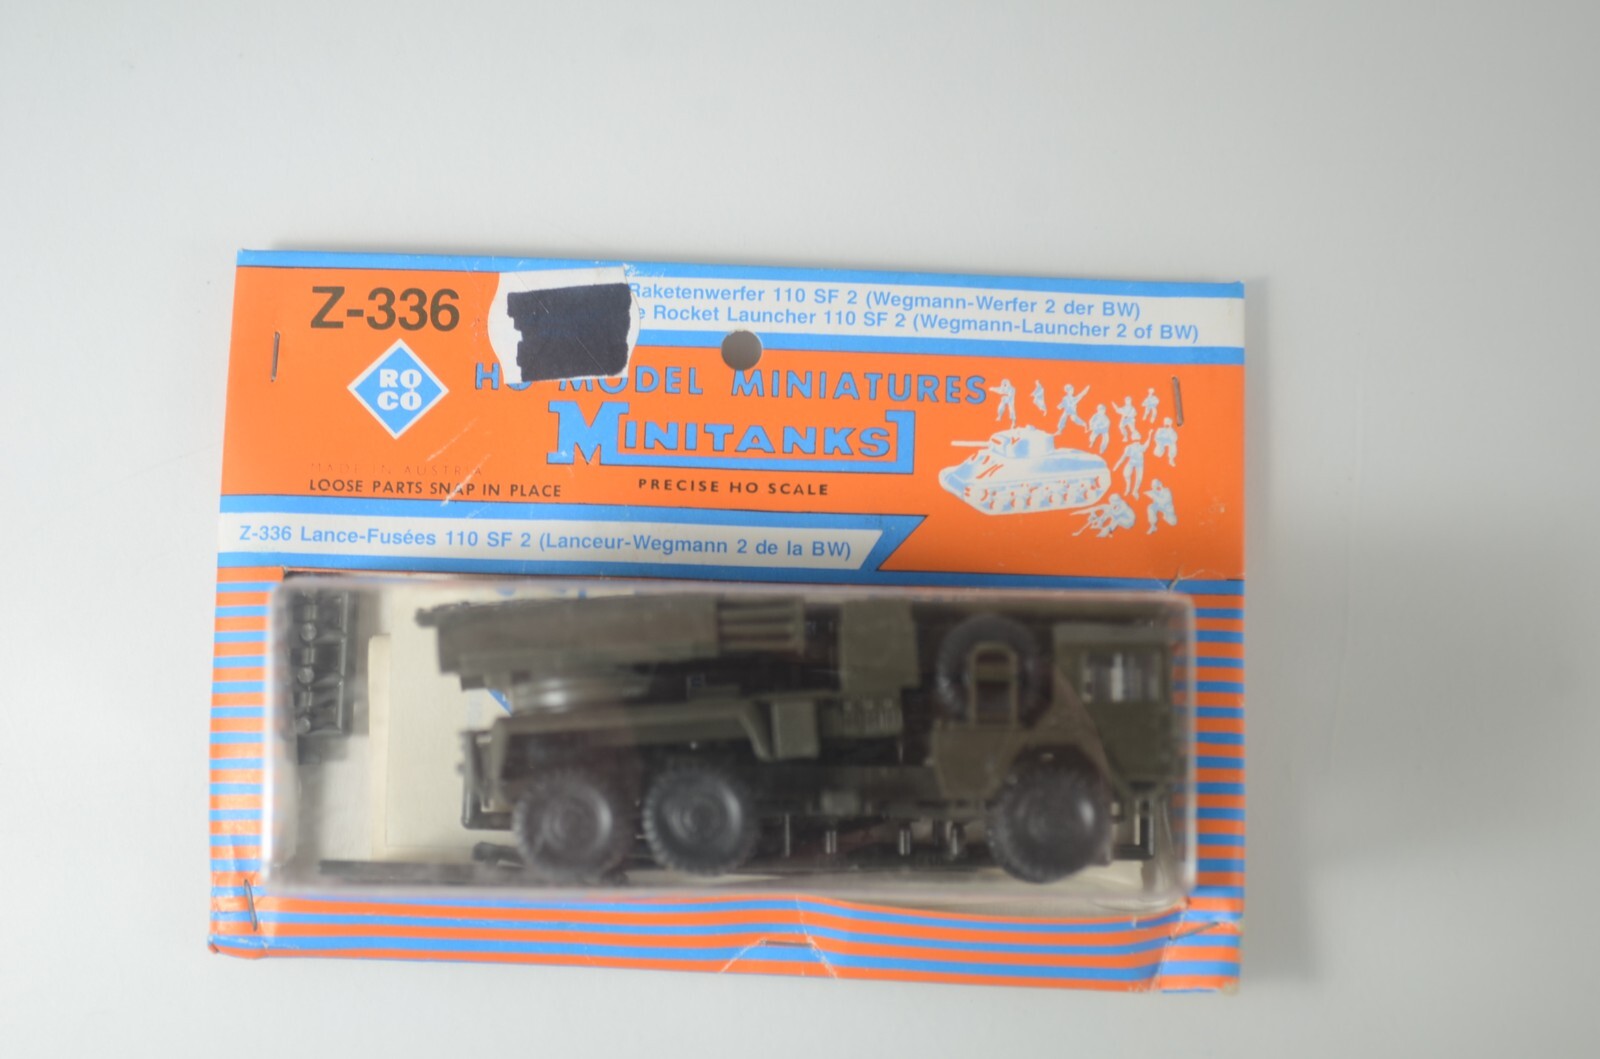 Z-336
Raketenwerfer 110 SF 2 (Wegmann-Werfer 2 der BW)
Rocket Launcher 110 SF 2 (Wegmann-Launcher 2 of BW)
RO
CO
HO MODEL MINIATURES
MINITANKS
MADE IN AUSTRIA
LOOSE PARTS SNAP IN PLACE
PRECISE HO SCALE
Z-336 Lance-Fusées 110 SF 2 (Lanceur-Wegmann 2 de la BW)